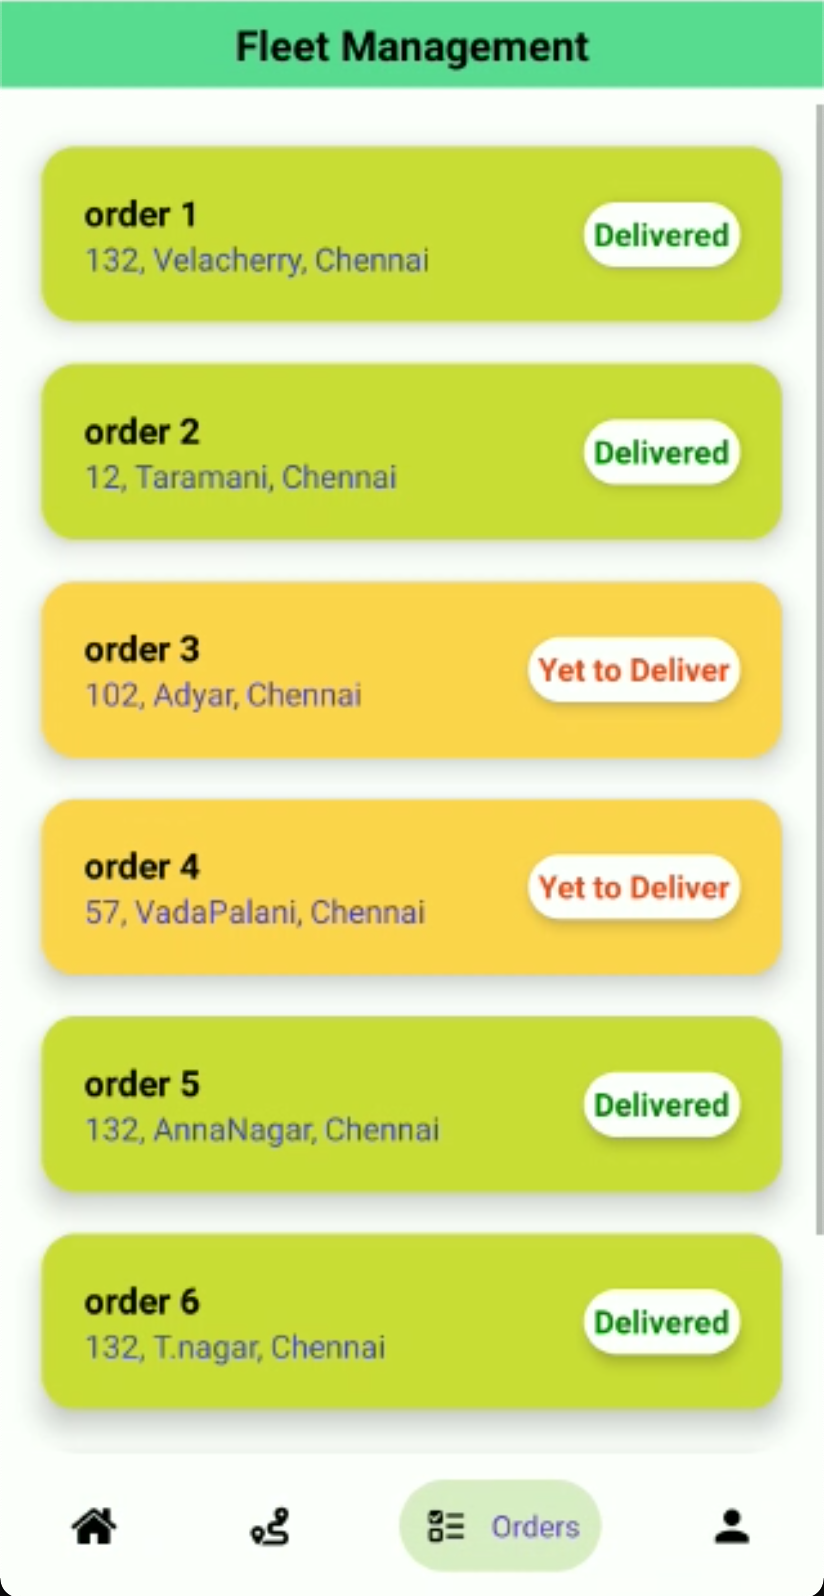 Fleet Management
order 1
132, Velacherry, Chennai
Delivered
order 2
12, Taramani, Chennai
Delivered
order 3
102, Adyar, Chennai
Yet to Deliver
order 4
57, VadaPalani, Chennai
Yet to Deliver
order 5
132, AnnaNagar, Chennai
Delivered
order 6
132, T.nagar, Chennai
Delivered
Orders